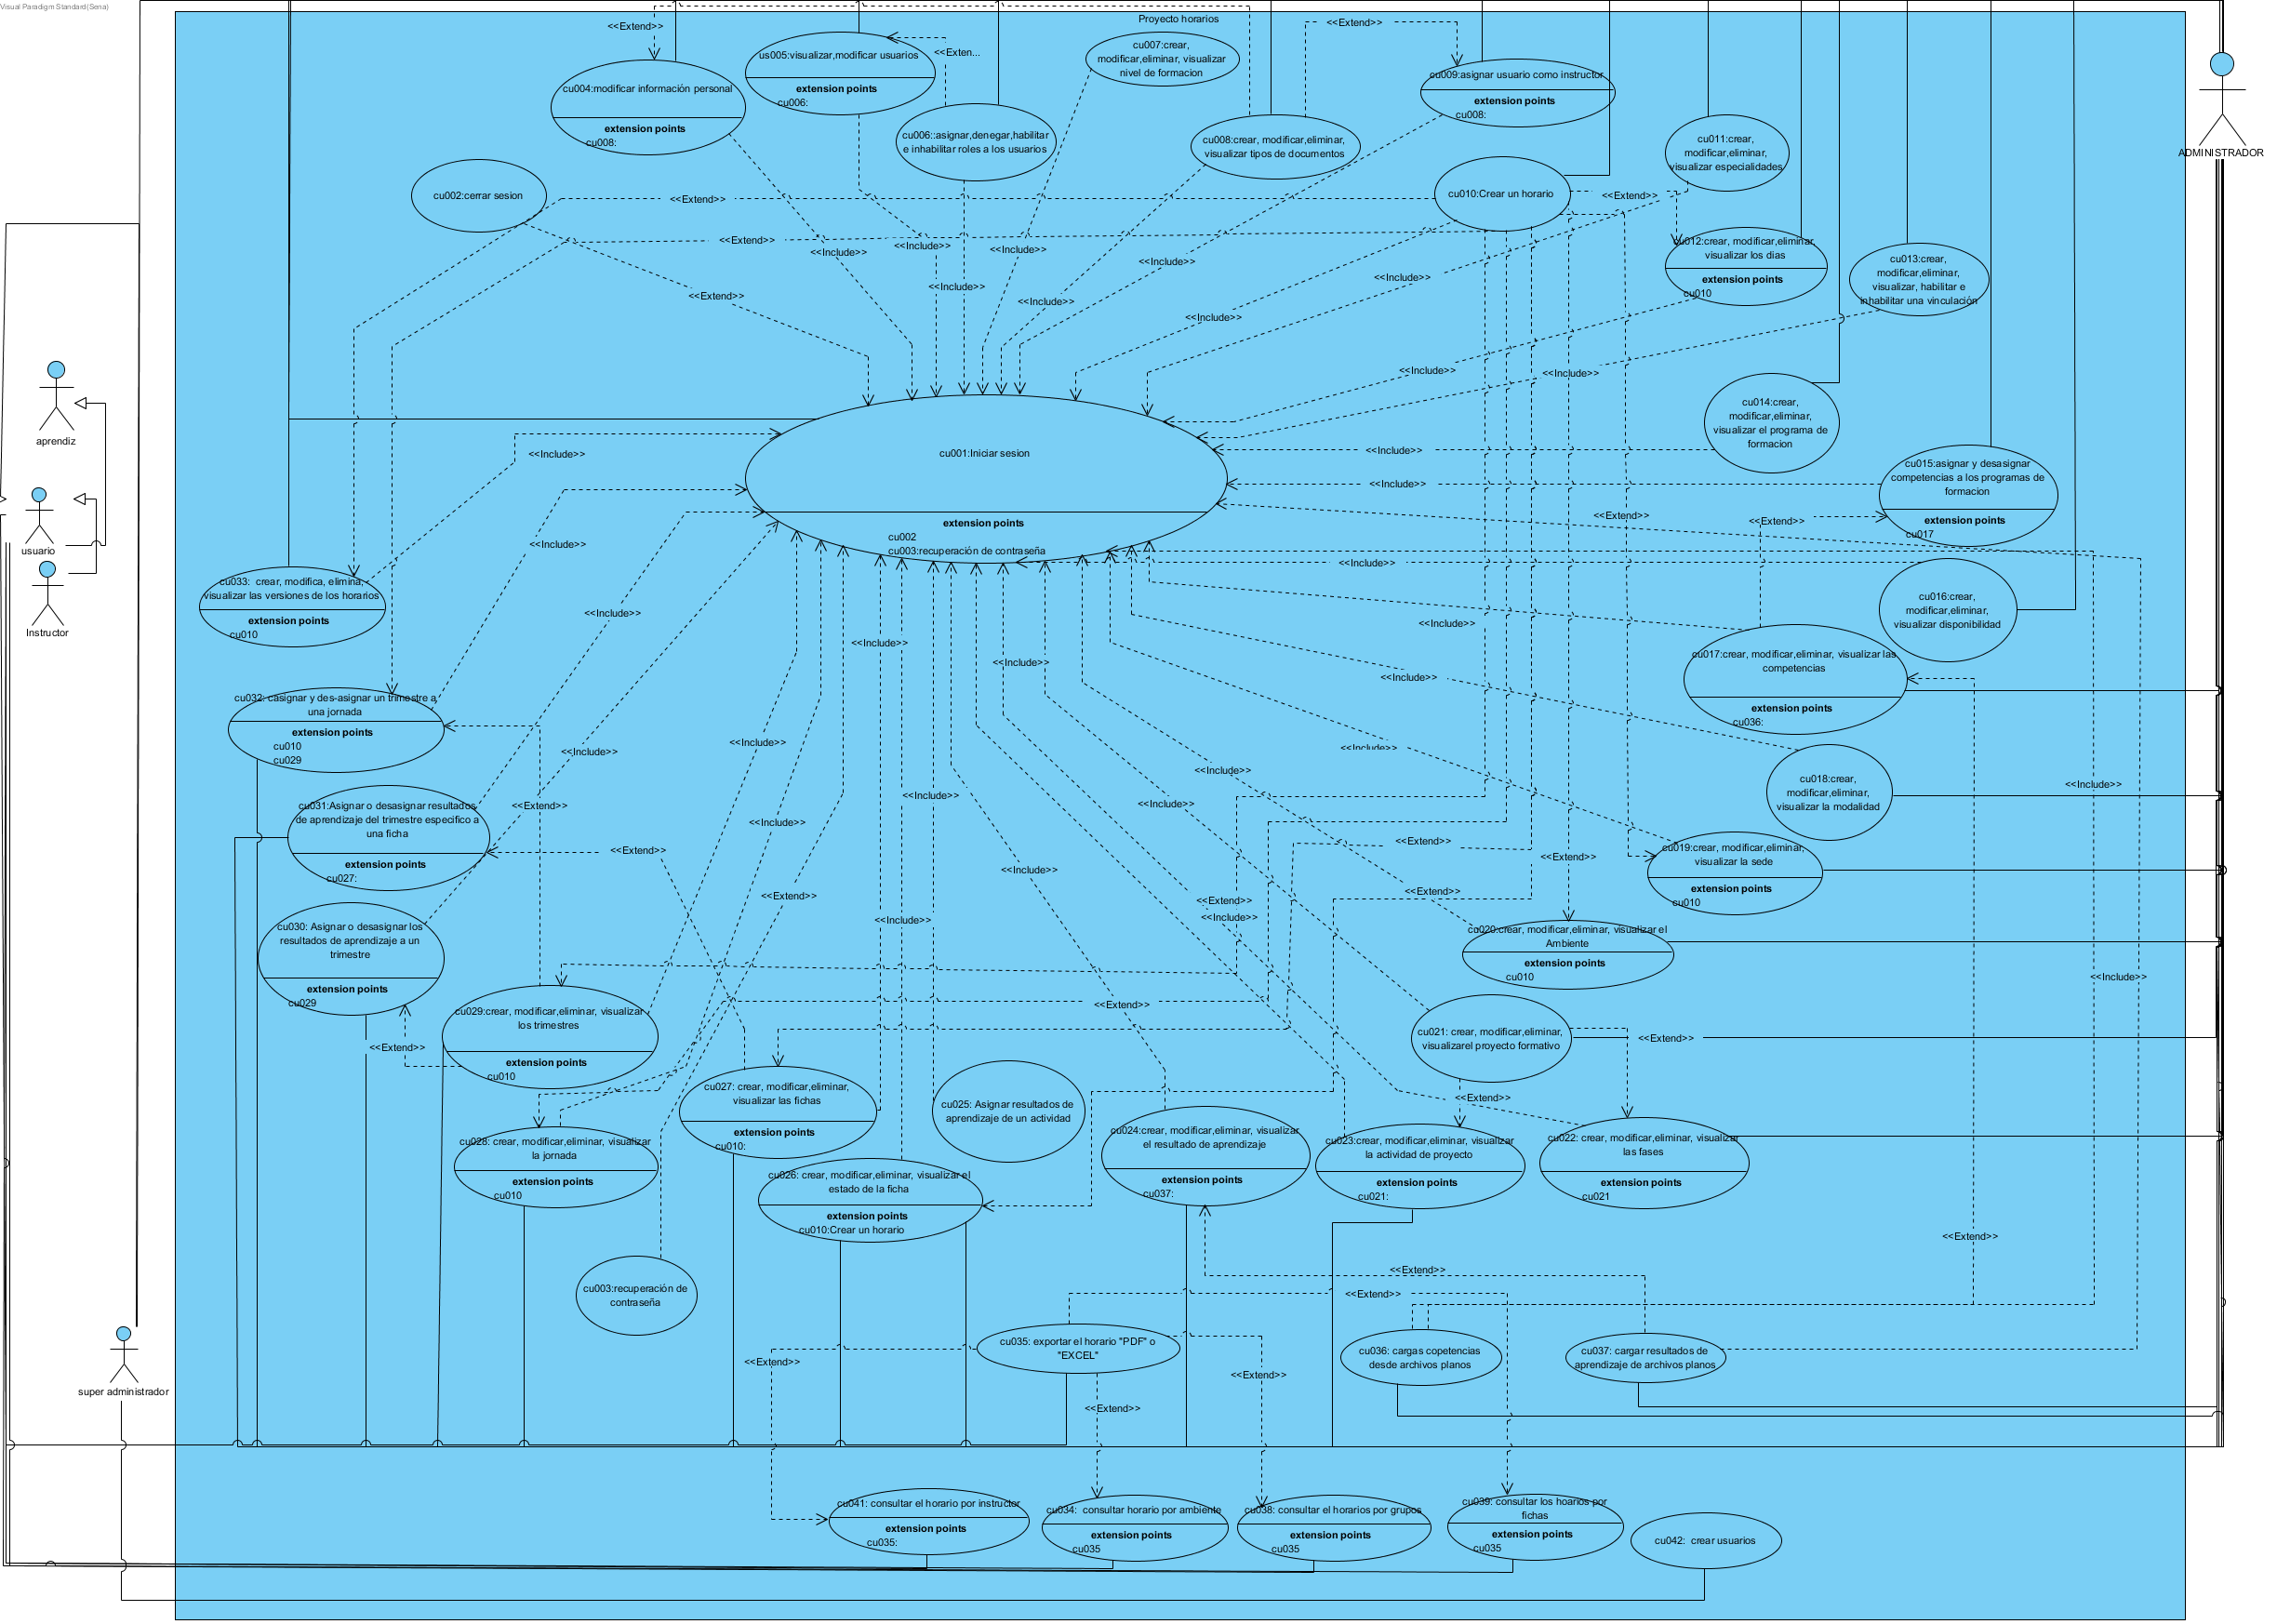 Visual Paradigm Standard(Sena)
Proyecto horarios
<<Extend>>
<<Extend>>
us005:visualizar,modificar usuarios
extension points
cu006:
<<Exten...
cu007:crear,
modificar,eliminar, visualizar
nivel de formacion
cu004:modificar información personal
extension points
cu008:
cu009:asignar usuario como instructor
extension points
cu008:
cu006::asignar,denegar,habilitar
e inhabilitar roles a los usuarios
cu008:crear, modificar,eliminar,
visualizar tipos de documentos
cu011:crear,
modificar,eliminar,
visualizar especialidades
ADMINISTRADOR
cu002:cerrar sesion
<<Extend>>
cu010:Crear un horario
<<Extend>>
<<Extend>>
<<Include>>
<<Include>>
<<Include>>
<<Include>>
cu012:crear, modificar,eliminar,
visualizar los dias
extension points
cu010
cu013:crear,
modificar,eliminar,
visualizar, habilitar e
inhabilitar una vinculación
<<Include>>
<<Include>>
<<Extend>>
<<Include>>
<<Include>>
<<Include>>
<<Include>>
aprendiz
cu014:crear,
modificar,eliminar,
visualizar el programa de
formacion
<<Include>>
cu001:Iniciar sesion
extension points
cu002
cu003:recuperación de contraseña
<<Include>>
<<Include>>
cu015:asignar y desasignar
competencias a los programas de
formacion
extension points
cu017
<<Extend>>
<<Extend>>
usuario
<<Include>>
<<Include>>
cu033: crear, modifica, elimina,
visualizar las versiones de los horarios
extension points
cu010
cu016:crear,
modificar,eliminar,
visualizar disponibilidad
Instructor
<<Include>>
<<Include>>
<<Include>>
<<Include>>
cu017:crear, modificar,eliminar, visualizar las
competencias
extension points
cu036:
<<Include>>
cu032: casignar y des-asignar un trimestre a
una jornada
extension points
cu010
cu029
<<Include>>
<<Include>>
<<Include>>
<<Include>>
cu018:crear,
modificar,eliminar,
visualizar la modalidad
<<Include>>
cu031:Asignar o desasignar resultados
de aprendizaje del trimestre especifico a
una ficha
extension points
cu027:
<<Extend>>
<<Include>>
<<Include>>
<<Include>>
<<Extend>>
<<Extend>>
<<Extend>>
cu019:crear, modificar,eliminar,
visualizar la sede
extension points
cu010
<<Include>>
<<Extend>>
<<Extend>>
<<Extend>>
<<Include>>
<<Include>>
cu030: Asignar o desasignar los
resultados de aprendizaje a un
trimestre
extension points
cu029
cu020:crear, modificar,eliminar, visualizar el
Ambiente
extension points
cu010
<<Include>>
cu029:crear, modificar,eliminar, visualizar
los trimestres
extension points
cu010
<<Extend>>
<<Extend>>
cu021: crear, modificar,eliminar,
visualizarel proyecto formativo
<<Extend>>
<<Extend>>
cu027: crear, modificar,eliminar,
visualizar las fichas
extension points
cu010:
cu025: Asignar resultados de
aprendizaje de un actividad
cu024:crear, modificar,eliminar, visualizar
el resultado de aprendizaje
extension points
cu037:
cu023:crear, modificar,eliminar, visualizar
la actividad de proyecto
extension points
cu021:
cu022: crear, modificar,eliminar, visualizar
las fases
extension points
cu021
cu028: crear, modificar,eliminar, visualizar
la jornada
extension points
cu010
cu026: crear, modificar,eliminar, visualizar el
estado de la ficha
extension points
cu010:Crear un horario
<<Extend>>
<<Extend>>
<<Extend>>
cu003:recuperación de
contraseña
cu035: exportar el horario "PDF" o
"EXCEL"
cu036: cargas copetencias
desde archivos planos
cu037: cargar resultados de
aprendizaje de archivos planos
<<Extend>>
<<Extend>>
<<Extend>>
super administrador
cu041: consultar el horario por instructor
extension points
cu035:
cu034: consultar horario por ambiente
extension points
cu035
cu038: consultar el horarios por grupos
extension points
cu035
cu039: consultar los hoarios por
fichas
extension points
cu035
cu042: crear usuarios